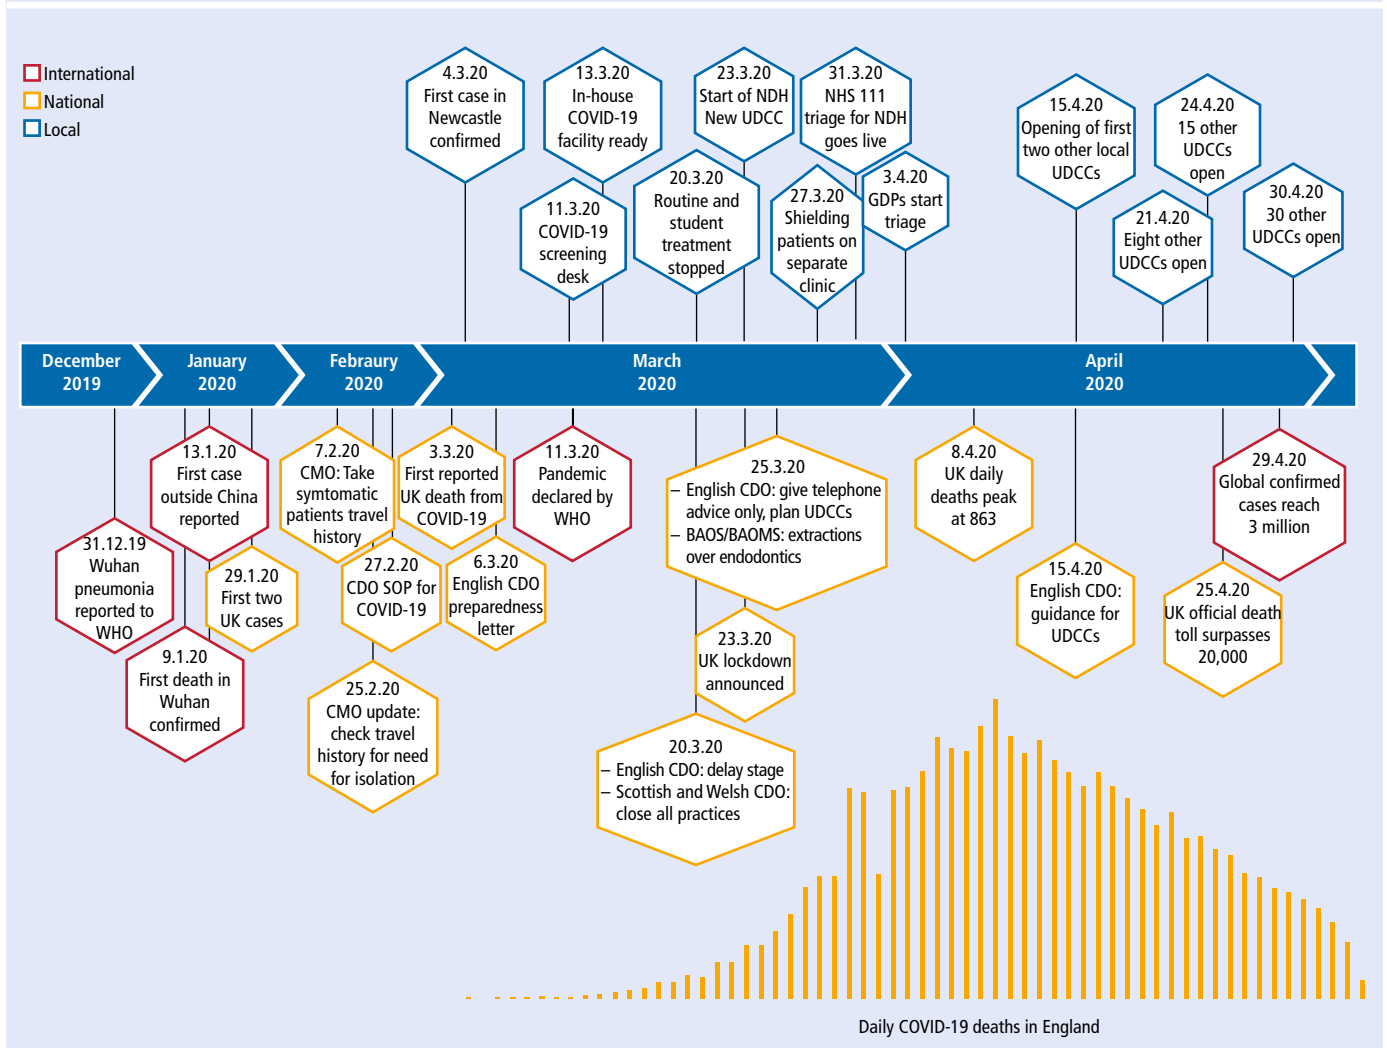 International
National
Local
4.3.20
First case in
Newcastle
confirmed
13.3.20
In-house
COVID-19
facility ready
23.3.20
Start of NDH
New UDCC
31.3.20
NHS 111
triage for NDH
goes live
11.3.20
COVID-19
screening
desk
20.3.20
Routine and
student
treatment
stopped
27.3.20
Shielding
patients on
separate
clinic
3.4.20
GDPs start
triage
15.4.20
Opening of first
two other local
UDCCs
24.4.20
15 other
UDCCs
open
21.4.20
Eight other
UDCCs open
30.4.20
30 other
UDCCs open
December
2019
January
2020
Febraury
2020
March
2020
April
2020
31.12.19
Wuhan
pneumonia
reported to
WHO
13.1.20
First case
outside China
reported
9.1.20
First death in
Wuhan
confirmed
29.1.20
First two
UK cases
7.2.20
CMO: Take
symtomatic
patients travel
history
27.2.20
CDO SOP for
COVID-19
25.2.20
CMO update:
check travel
history for need
for isolation
3.3.20
First reported
UK death from
COVID-19
6.3.20
English CDO
preparedness
letter
11.3.20
Pandemic
declared by
WHO
25.3.20
– English CDO: give telephone
advice only, plan UDCCs
– BAOS/BAOMS: extractions
over endodontics
23.3.20
UK lockdown
announced
20.3.20
– English CDO: delay stage
– Scottish and Welsh CDO:
close all practices
8.4.20
UK daily
deaths peak
at 863
15.4.20
English CDO:
guidance for
UDCCs
29.4.20
Global confirmed
cases reach
3 million
25.4.20
UK official death
toll surpasses
20,000
Daily COVID-19 deaths in England